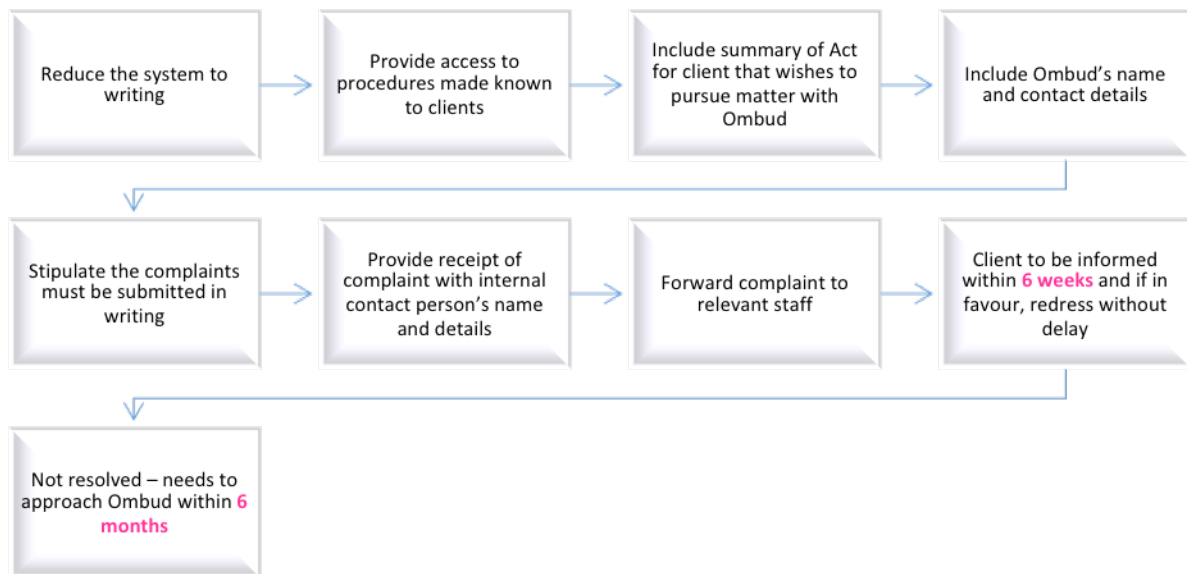 Reduce the system to
writing
Provide access to
procedures made known
to clients
Include summary of Act
for client that wishes to
pursue matter with
Ombud
Include Ombud's name
and contact details
Stipulate the complaints
must be submitted in
writing
Provide receipt of
complaint with internal
contact person's name
and details
Forward complaint to
relevant staff
Client to be informed
within 6 weeks and if in
favour, redress without
delay
Not resolved – needs to
approach Ombud within 6
months